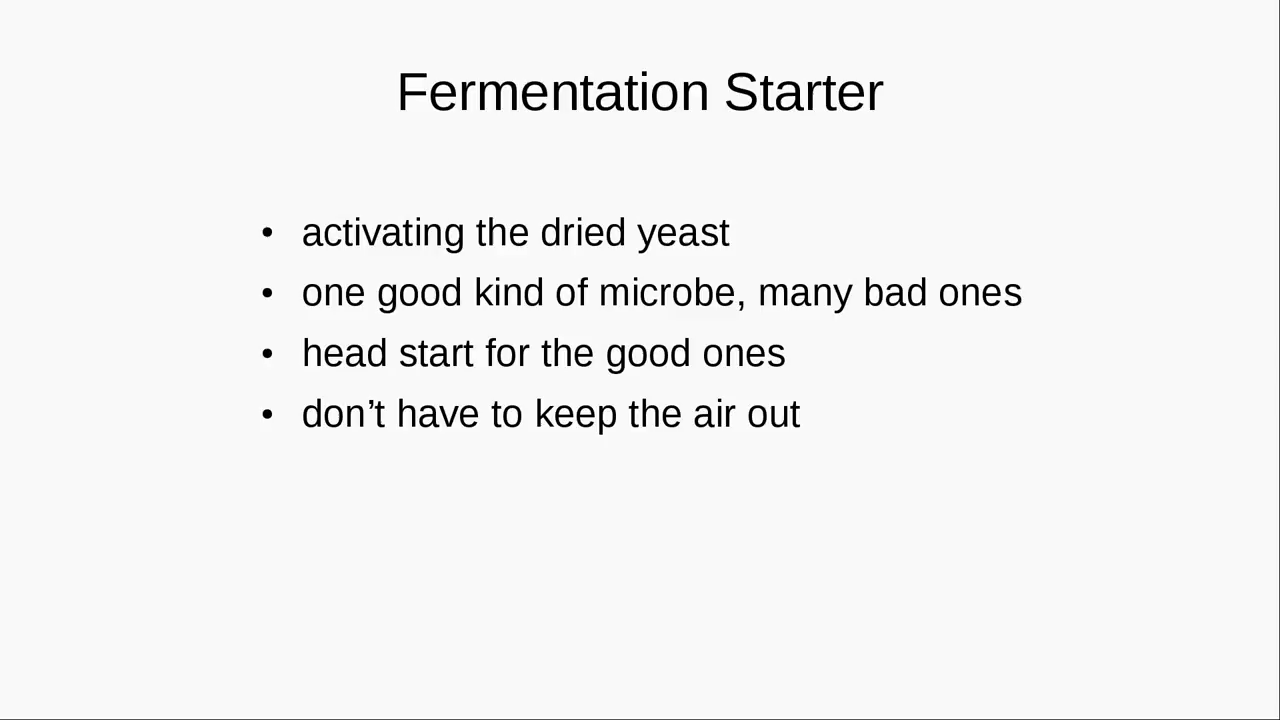 Fermentation Starter
• activating the dried yeast
• one good kind of microbe, many bad ones
• head start for the good ones
• don’t have to keep the air out